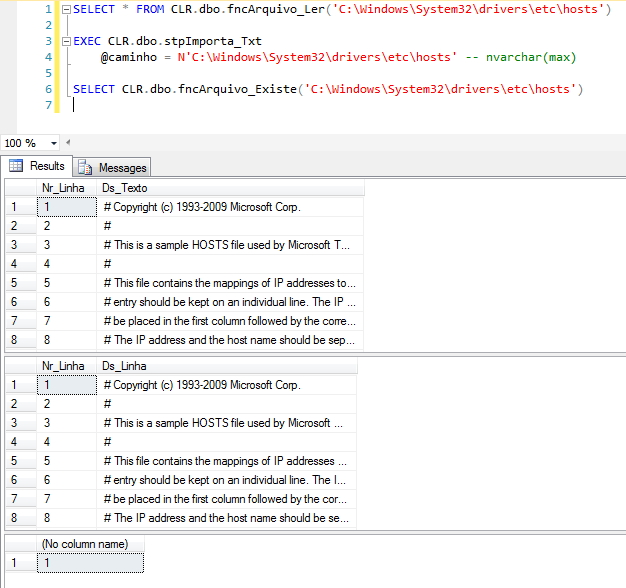 1 SELECT * FROM CLR.dbo.fncArquivo_Ler('C:\Windows\System32\drivers\etc\hosts')
2
3 EXEC CLR.dbo.stpImporta_Txt
4 @caminho = N'C:\Windows\System32\drivers\etc\hosts' -- nvarchar(max)
5
6 SELECT CLR.dbo.fncArquivo_Existe('C:\Windows\System32\drivers\etc\hosts')
7
100 %
Results Messages
Nr_Linha Ds_Texto
1 1 # Copyright (c) 1993-2009 Microsoft Corp.
2 2 #
3 3 # This is a sample HOSTS file used by Microsoft T...
4 4 #
5 5 # This file contains the mappings of IP addresses to...
6 6 # entry should be kept on an individual line. The IP ...
7 7 # be placed in the first column followed by the corre...
8 8 # The IP address and the host name should be sep...
Nr_Linha Ds_Linha
1 1 # Copyright (c) 1993-2009 Microsoft Corp.
2 2 #
3 3 # This is a sample HOSTS file used by Microsoft ...
4 4 #
5 5 # This file contains the mappings of IP addresses ...
6 6 # entry should be kept on an individual line. The I...
7 7 # be placed in the first column followed by the cor...
8 8 # The IP address and the host name should be se...
(No column name)
1 1